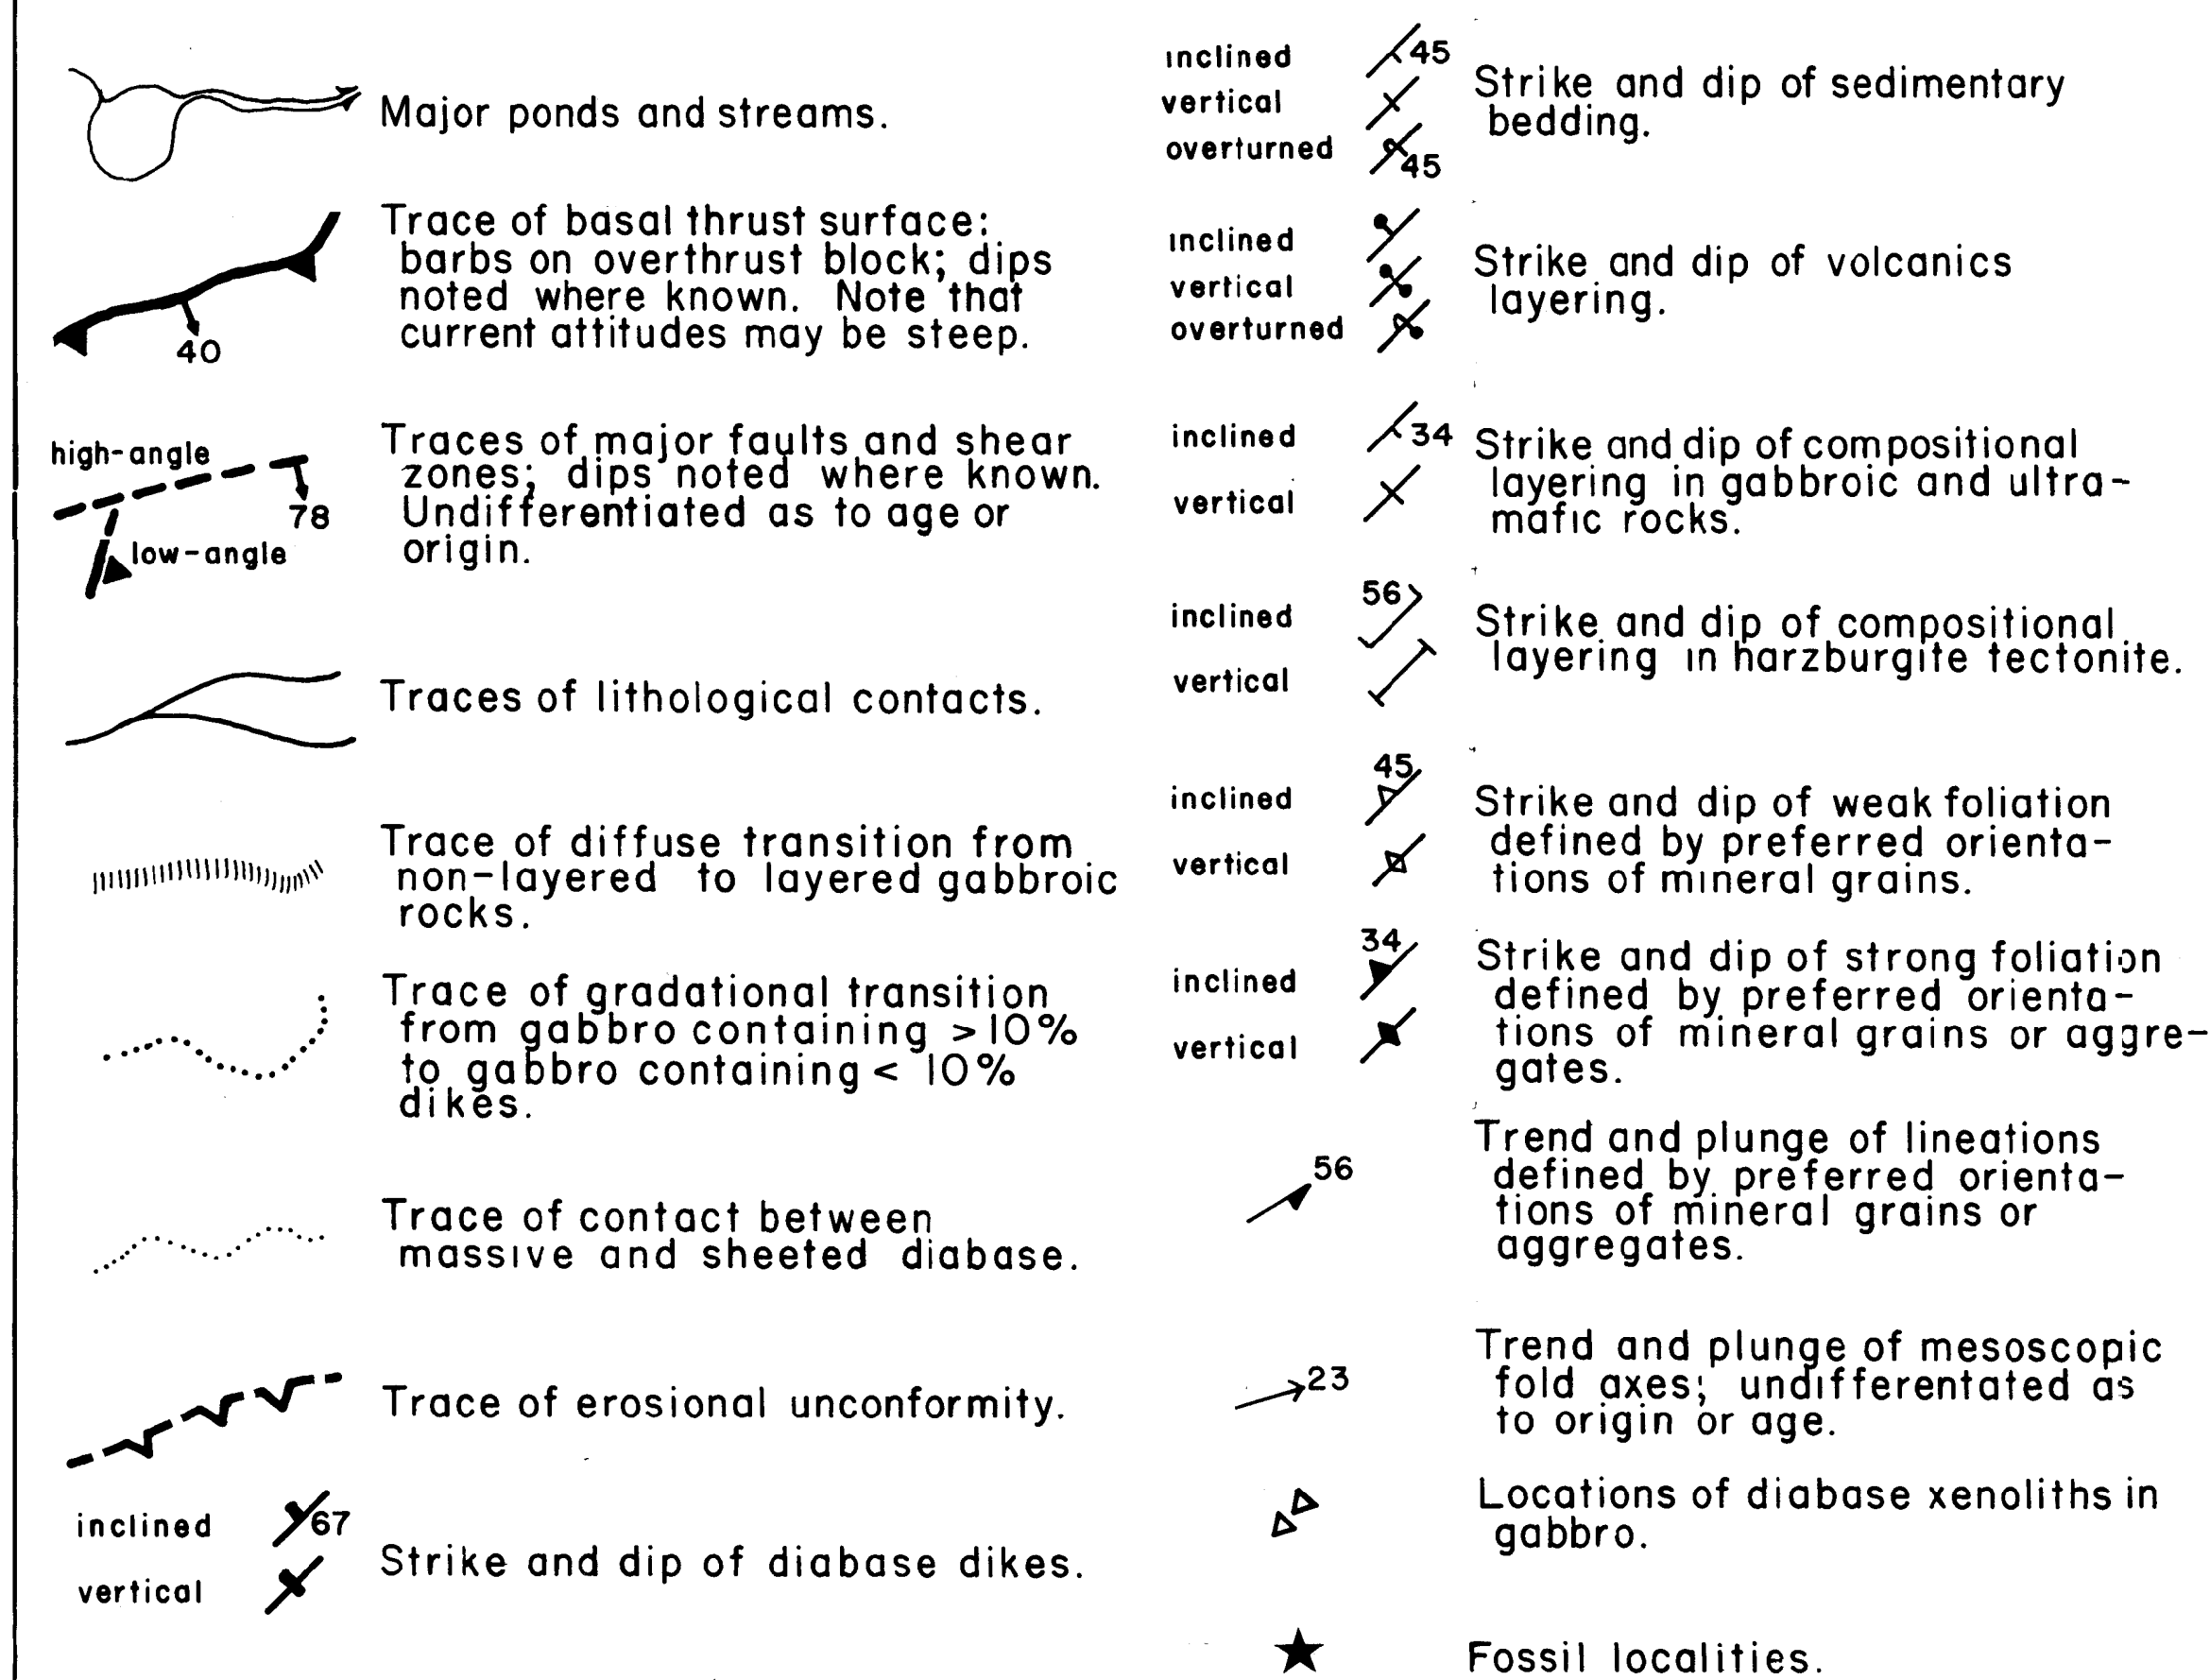 Major ponds and streams.
Trace of basal thrust surface:
barbs on overthrust block; dips
noted where known. Note that
current attitudes may be steep.
40
high-angle
78
low-angle
Traces of major faults and shear
zones; dips noted where known.
Undifferentiated as to age or
origin.
Traces of lithological contacts.
Trace of diffuse transition from
non-layered to layered gabbroic
rocks.
Trace of gradational transition
from gabbro containing >10%
to gabbro containing < 10%
dikes.
Trace of contact between
massive and sheeted diabase.
Trace of erosional unconformity.
inclined 67
vertical
Strike and dip of diabase dikes.
inclined 45
vertical
overturned 45
Strike and dip of sedimentary
bedding.
inclined
vertical
overturned
Strike and dip of volcanics
layering.
inclined 34
vertical
Strike and dip of compositional
layering in gabbroic and ultra-
mafic rocks.
inclined 56
vertical
Strike and dip of compositional
layering in harzburgite tectonite.
inclined 45
vertical
Strike and dip of weak foliation
defined by preferred orienta-
tions of mineral grains.
inclined 34
vertical
Strike and dip of strong foliation
defined by preferred orienta-
tions of mineral grains or aggre-
gates.
56
Trend and plunge of lineations
defined by preferred orienta-
tions of mineral grains or
aggregates.
23
Trend and plunge of mesoscopic
fold axes; undifferentated as
to origin or age.
Locations of diabase xenoliths in
gabbro.
Fossil localities.